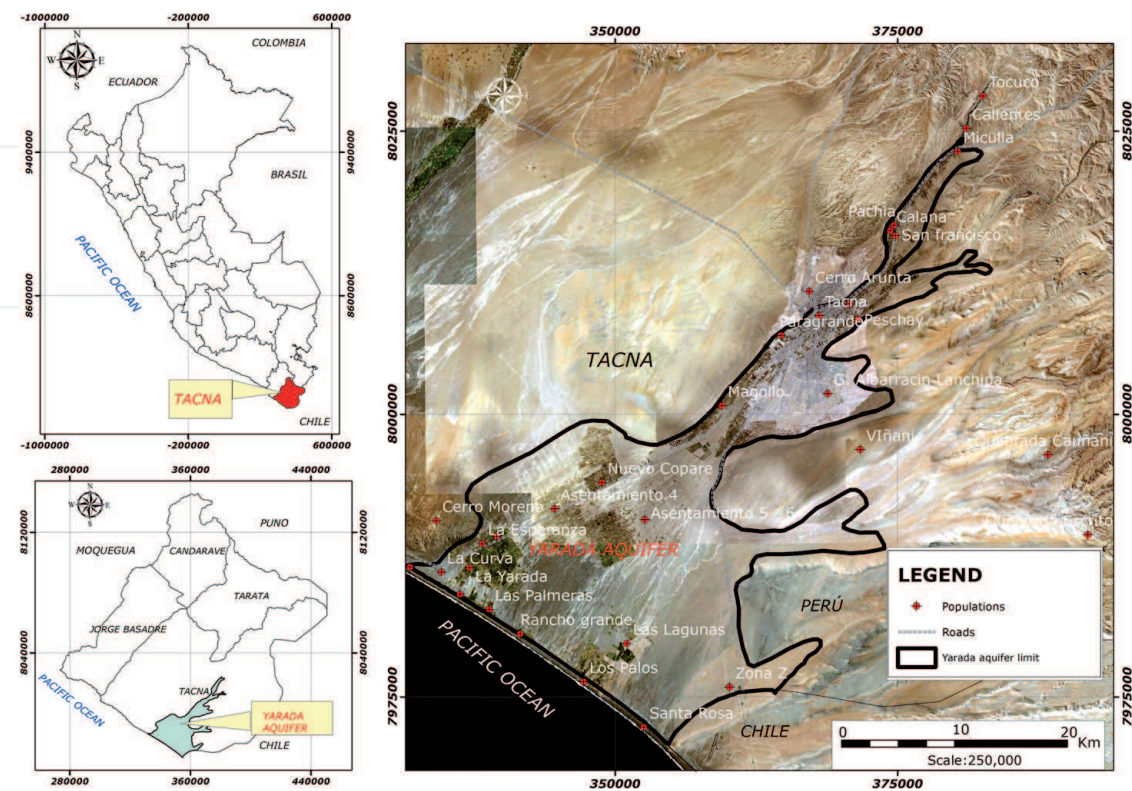 -1000000
-200000
600000
N
W
E
S
COLOMBIA
ECUADOR
BRASIL
PACIFIC OCEAN
TACNA
CHILE
9400000
8600000
9400000
8600000
-1000000
-200000
600000
280000
360000
440000
N
W
E
S
PUNO
MOQUEGUA
CANDARAVE
TARATA
JORGE BASADRE
TACNA
PACIFIC OCEAN
YARADA
AQUIFER
CHILE
8120000
8040000
8120000
8040000
280000
360000
440000
350000
375000
8025000
8000000
7975000
8025000
8000000
7975000
Tocuco
Calientes
Miculla
Pachia
Calana
San francisco
Cerro Arunta
Tacna
Paragrande
Peschay
TACNA
G. Albarracin Lanchipa
Magollo
VIñani
Quebrada Cauñani
Nuevo Copare
Asentamiento 4
Cerro Moreno
Asentamiento 5 - 6
La Esperanza
YARADA AQUIFER
La Curva
La Yarada
Las Palmeras
Rancho grande
Las Lagunas
Los Palos
Zona Z
Santa Rosa
PACIFIC OCEAN
PERÚ
CHILE
LEGEND
Populations
Roads
Yarada aquifer limit
0
10
20
Km
Scale:250,000
350000
375000